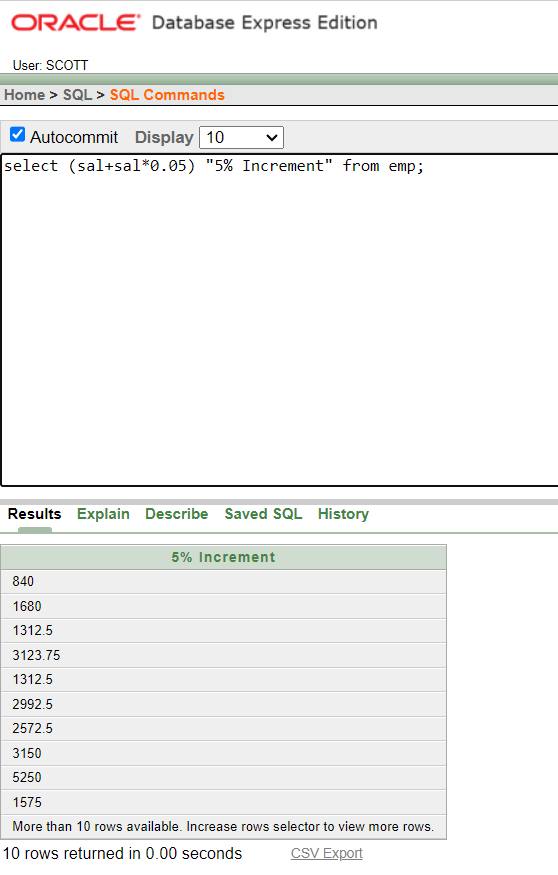 ORACLE Database Express Edition
User: SCOTT
Home > SQL > SQL Commands
Autocommit Display 10
select (sal+sal*0.05) "5% Increment" from emp;
Results Explain Describe Saved SQL History
5% Increment
840
1680
1312.5
3123.75
1312.5
2992.5
2572.5
3150
5250
1575
More than 10 rows available. Increase rows selector to view more rows.
10 rows returned in 0.00 seconds CSV Export